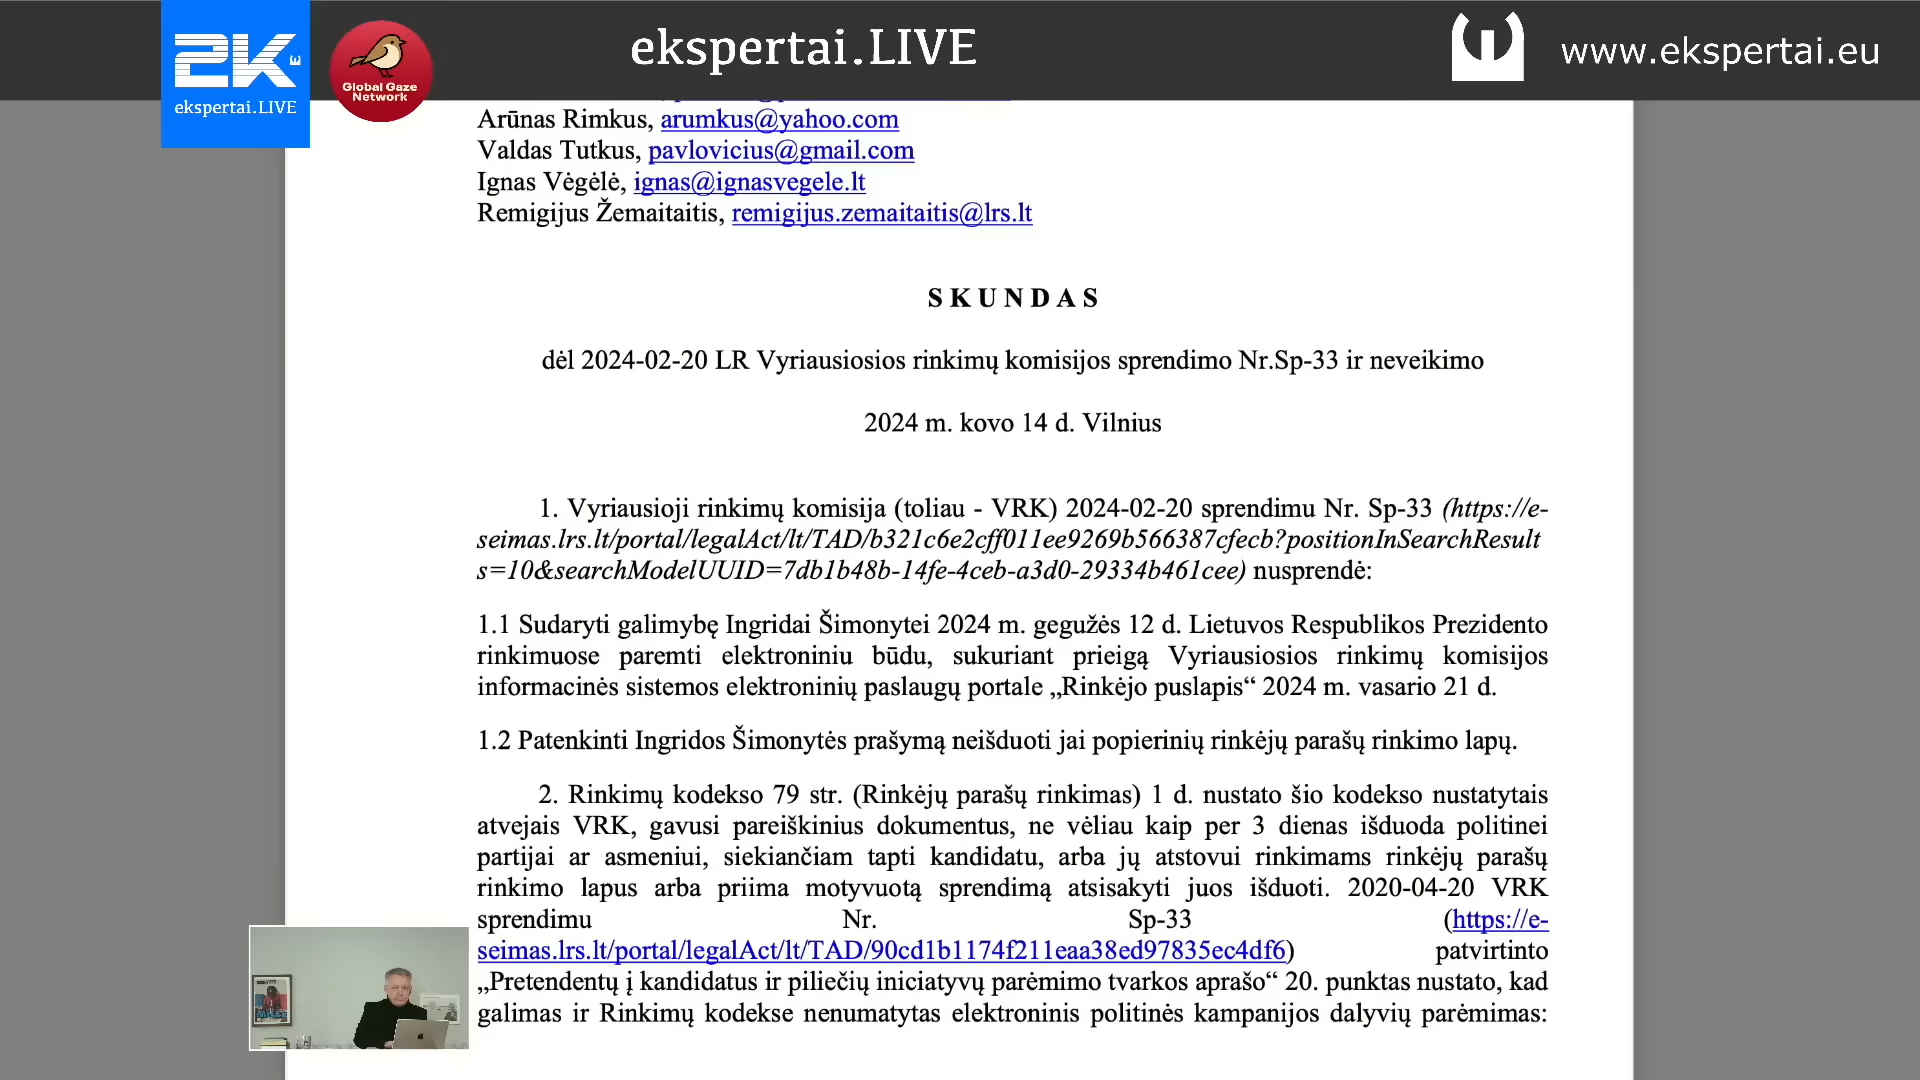 2K
ekspertai.LIVE
Global Gaze
Network
ekspertai.LIVE
www.ekspertai.eu
Arūnas Rimkus, arumkus@yahoo.com
Valdas Tutkus, pavlovicius@gmail.com
Ignas Vėgėlė, ignas@ignasvegele.lt
Remigijus Žemaitaitis, remigijus.zemaitaitis@lrs.lt
S K U N D A S
dėl 2024-02-20 LR Vyriausiosios rinkimų komisijos sprendimo Nr.Sp-33 ir neveikimo
2024 m. kovo 14 d. Vilnius
1. Vyriausioji rinkimų komisija (toliau - VRK) 2024-02-20 sprendimu Nr. Sp-33 (https://e-
seimas.lrs.lt/portal/legalAct/lt/TAD/b321c6e2cff011ee9269b566387cfecb?positionInSearchResult
s=10&searchModelUUID=7db1b48b-14fe-4ceb-a3d0-29334b461cee) nusprendė:
1.1 Sudaryti galimybę Ingridai Šimonytei 2024 m. gegužės 12 d. Lietuvos Respublikos Prezidento
rinkimuose paremti elektroniniu būdu, sukuriant prieigą Vyriausiosios rinkimų komisijos
informacinės sistemos elektroninių paslaugų portale „Rinkėjo puslapis“ 2024 m. vasario 21 d.
1.2 Patenkinti Ingridos Šimonytės prašymą neišduoti jai popierinių rinkėjų parašų rinkimo lapų.
2. Rinkimų kodekso 79 str. (Rinkėjų parašų rinkimas) 1 d. nustato šio kodekso nustatytais
atvejais VRK, gavusi pareiškinius dokumentus, ne vėliau kaip per 3 dienas išduoda politinei
partijai ar asmeniui, siekiančiam tapti kandidatu, arba jų atstovui rinkimams rinkėjų parašų
rinkimo lapus arba priima motyvuotą sprendimą atsisakyti juos išduoti. 2020-04-20 VRK
sprendimu Nr. Sp-33 (https://e-
seimas.lrs.lt/portal/legalAct/lt/TAD/90cd1b1174f211eaa38ed97835ec4df6) patvirtinto
„Pretendentų į kandidatus ir piliečių iniciatyvų parėmimo tvarkos aprašo“ 20. punktas nustato, kad
galimas ir Rinkimų kodekse nenumatytas elektroninis politinės kampanijos dalyvių parėmimas: